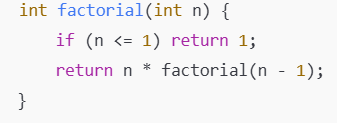 int factorial(int n) {
    if (n <= 1) return 1;
    return n * factorial(n - 1);
}